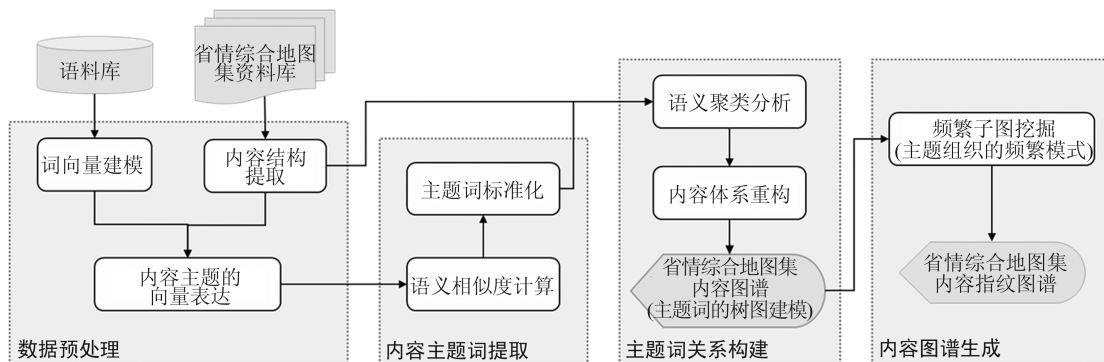 语料库
省情综合地图
集资料库
词向量建模
内容结构
提取
内容主题的
向量表达
数据预处理
主题词标准化
语义相似度计算
内容主题词提取
语义聚类分析
内容体系重构
省情综合地图集
内容图谱
(主题词的树图建模)
主题词关系构建
频繁子图挖掘
(主题组织的频繁模式)
省情综合地图集
内容指纹图谱
内容图谱生成